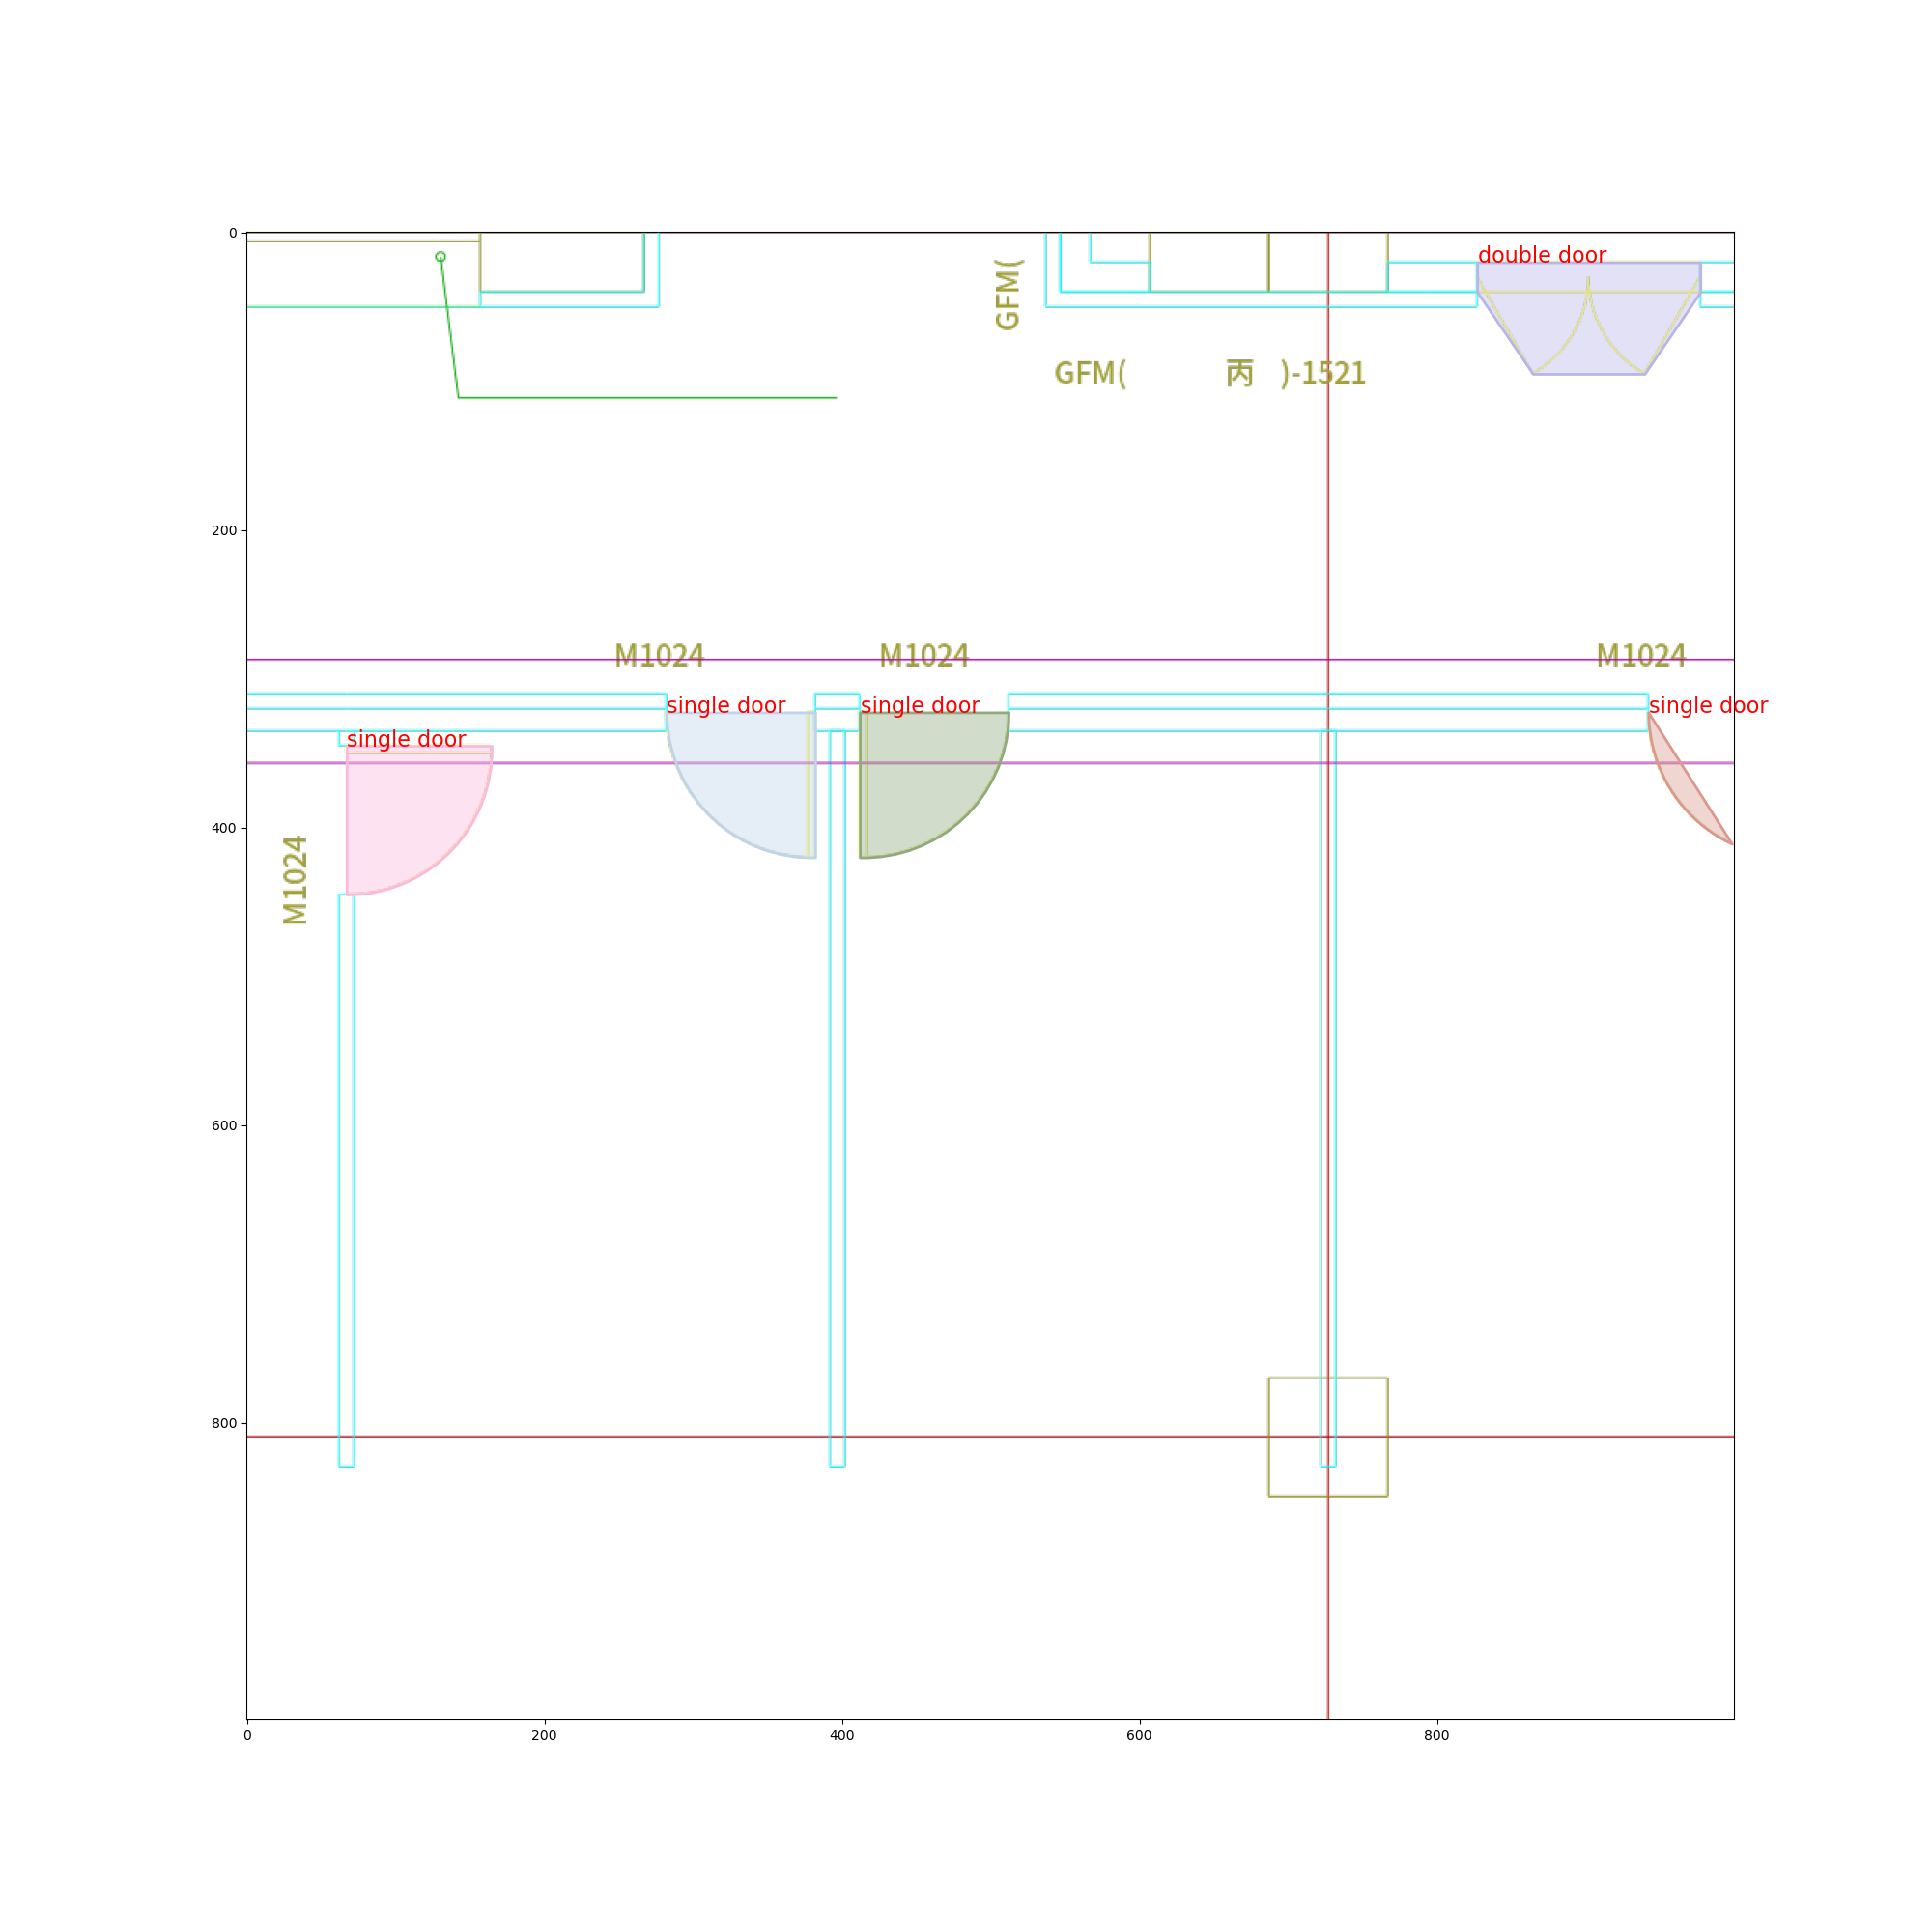 0
double door
GFM(
GFM( 丙 )-1521
200
M1024 M1024 M1024
single door single door single door
single door
400
M1024
600
800
0 200 400 600 800